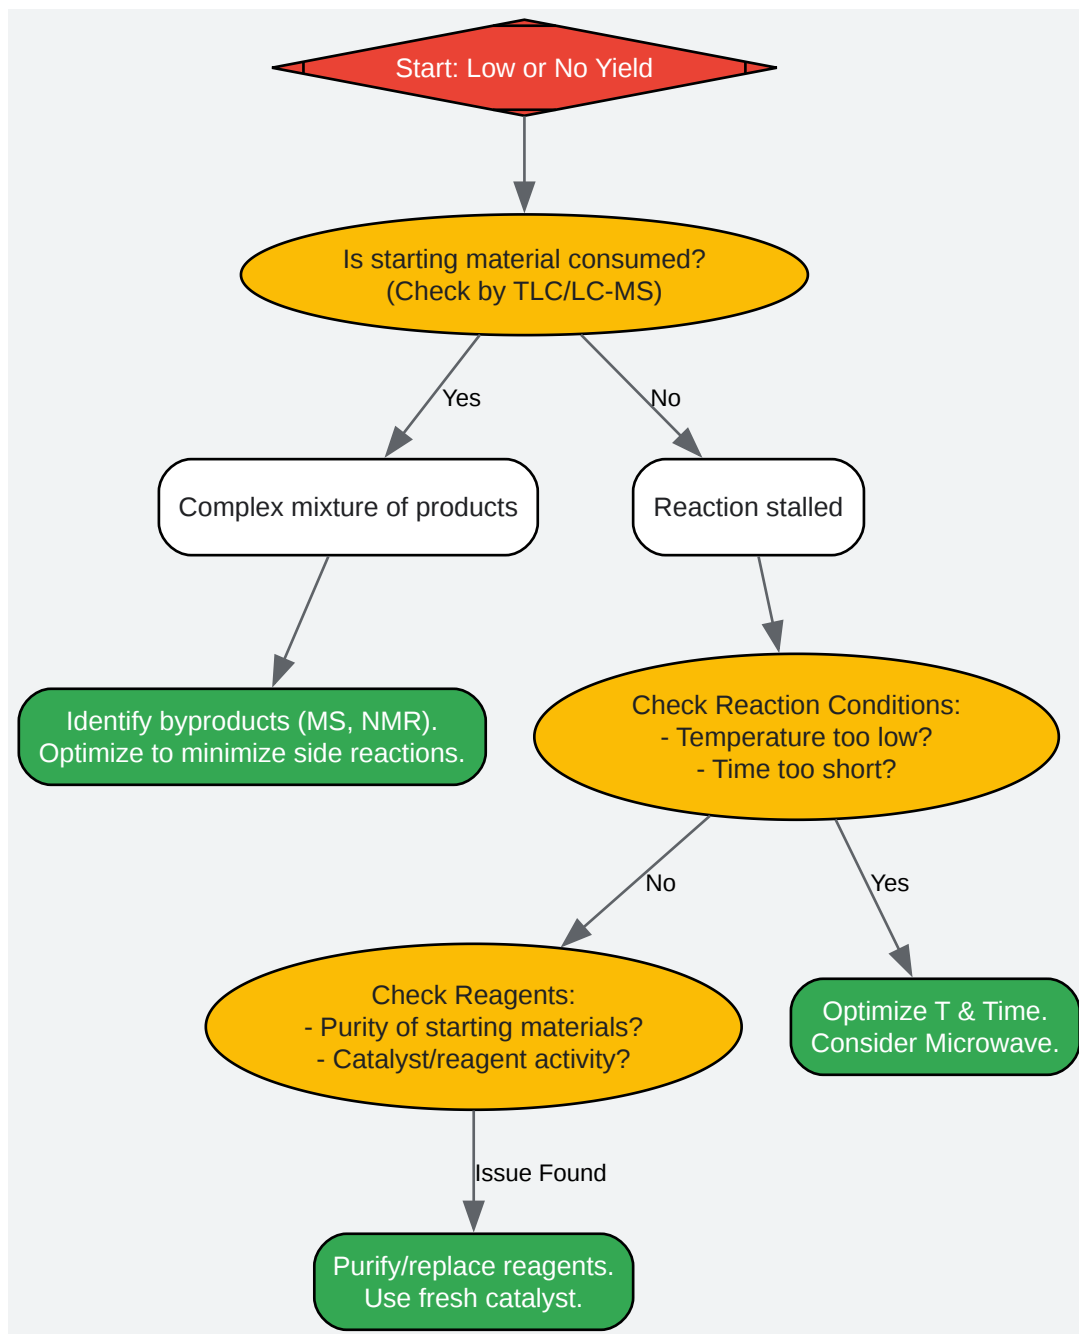 Start: Low or No Yield
Is starting material consumed?
(Check by TLC/LC-MS)
Yes
No
Complex mixture of products
Reaction stalled
Identify byproducts (MS, NMR).
Optimize to minimize side reactions.
Check Reaction Conditions:
- Temperature too low?
- Time too short?
No
Yes
Check Reagents:
- Purity of starting materials?
- Catalyst/reagent activity?
Optimize T & Time.
Consider Microwave.
Issue Found
Purify/replace reagents.
Use fresh catalyst.